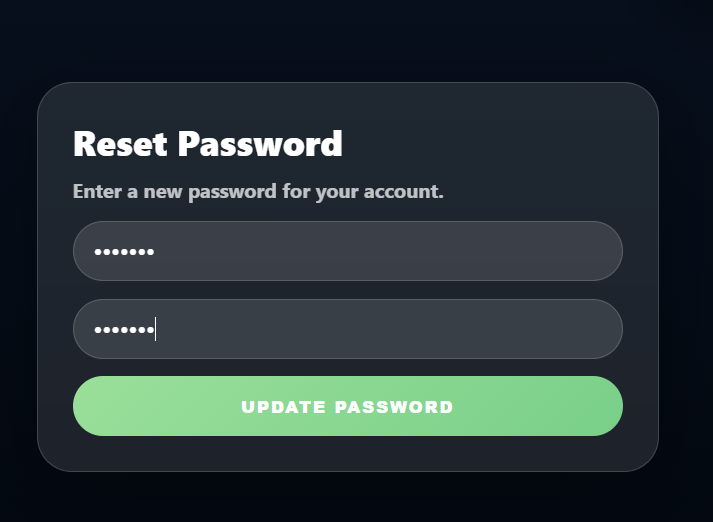 Reset Password
Enter a new password for your account.
•••••••
•••••••
UPDATE PASSWORD